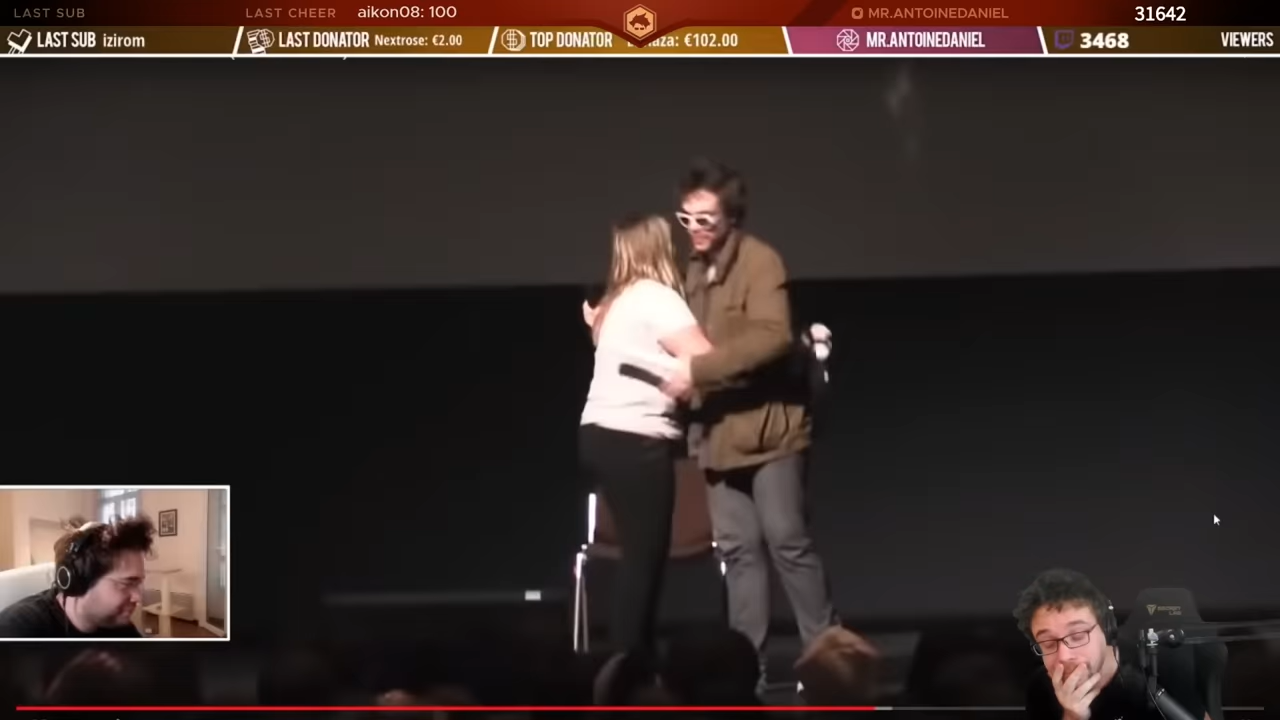 LAST SUB
LAST CHEER aikon08: 100
MR.ANTOINEDANIEL
31642
LAST SUB izirom
LAST DONATOR Nextrose: €2.00
TOP DONATOR €102.00
MR.ANTOINEDANIEL
3468 VIEWERS